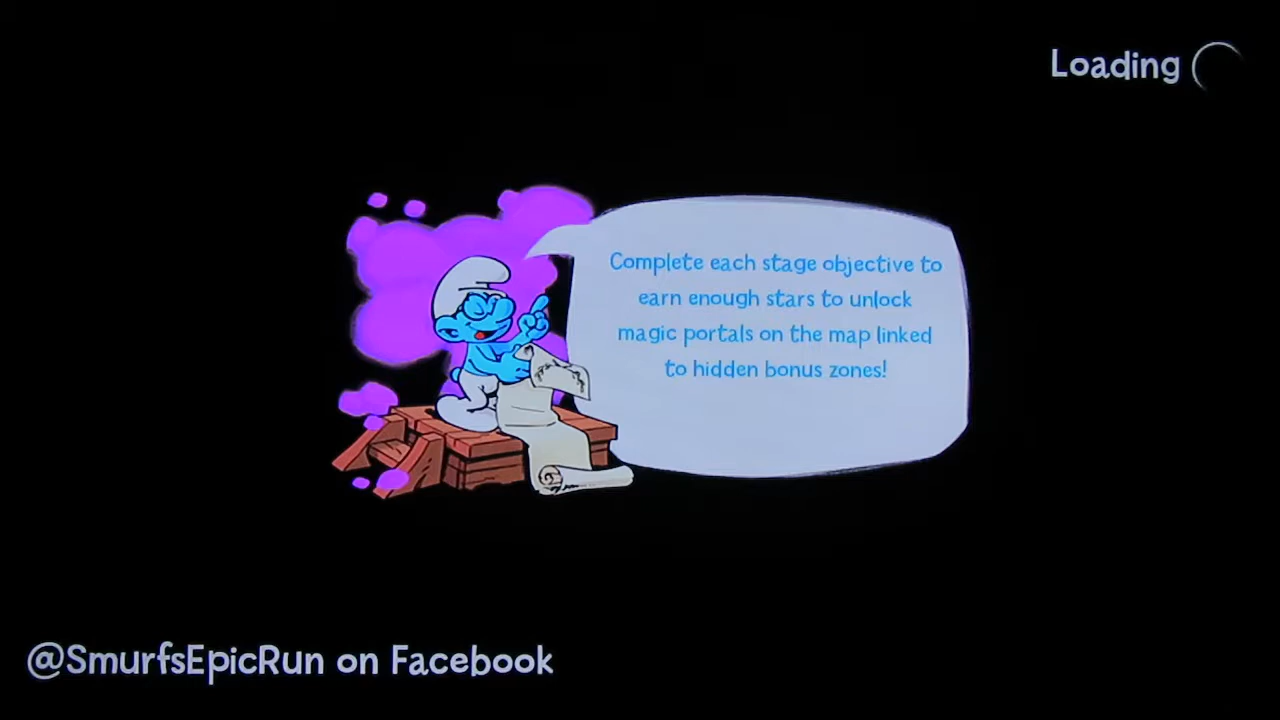 Loading
Complete each stage objective to
earn enough stars to unlock
magic portals on the map linked
to hidden bonus zones!
@SmurfsEpicRun on Facebook